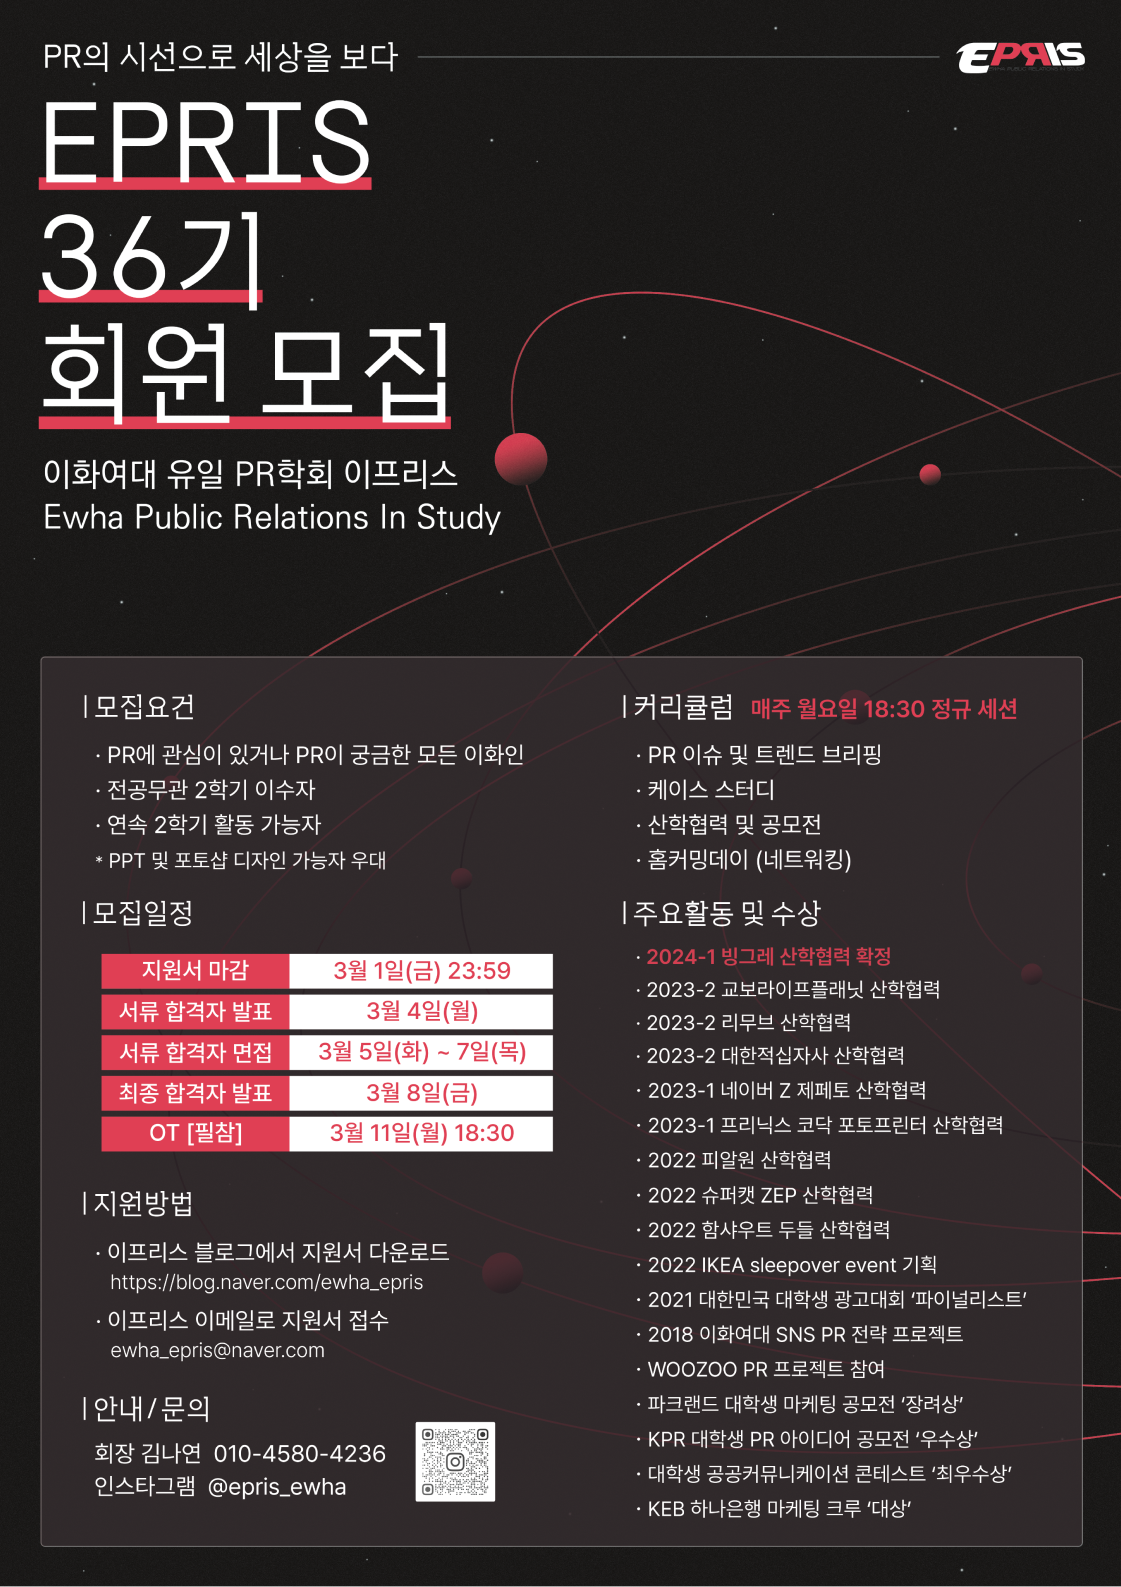 PR의 시선으로 세상을 보다
EPRIS
EPRIS
36기
회원 모집
이화여대 유일 PR학회 이프리스
Ewha Public Relations In Study
모집요건
· PR에 관심이 있거나 PR이 궁금한 모든 이화인
· 전공무관 2학기 이수자
· 연속 2학기 활동 가능자
* PPT 및 포토샵 디자인 가능자 우대
모집일정
지원서 마감 3월 1일(금) 23:59
서류 합격자 발표 3월 4일(월)
서류 합격자 면접 3월 5일(화) ~ 7일(목)
최종 합격자 발표 3월 8일(금)
OT [필참] 3월 11일(월) 18:30
지원방법
· 이프리스 블로그에서 지원서 다운로드
https://blog.naver.com/ewha_epris
· 이프리스 이메일로 지원서 접수
ewha_epris@naver.com
안내/문의
회장 김나연 010-4580-4236
인스타그램 @epris_ewha
커리큘럼 매주 월요일 18:30 정규 세션
· PR 이슈 및 트렌드 브리핑
· 케이스 스터디
· 산학협력 및 공모전
· 홈커밍데이 (네트워킹)
주요활동 및 수상
· 2024-1 빙그레 산학협력 확정
· 2023-2 교보라이프플래닛 산학협력
· 2023-2 리무브 산학협력
· 2023-2 대한적십자사 산학협력
· 2023-1 네이버 Z 제페토 산학협력
· 2023-1 프리닉스 코닥 포토프린터 산학협력
· 2022 피알원 산학협력
· 2022 슈퍼캣 ZEP 산학협력
· 2022 함샤우트 두들 산학협력
· 2022 IKEA sleepover event 기획
· 2021 대한민국 대학생 광고대회 ‘파이널리스트’
· 2018 이화여대 SNS PR 전략 프로젝트
· WOOZOO PR 프로젝트 참여
· 파크랜드 대학생 마케팅 공모전 ‘장려상’
· KPR 대학생 PR 아이디어 공모전 ‘우수상’
· 대학생 공공커뮤니케이션 콘테스트 ‘최우수상’
· KEB 하나은행 마케팅 크루 ‘대상’